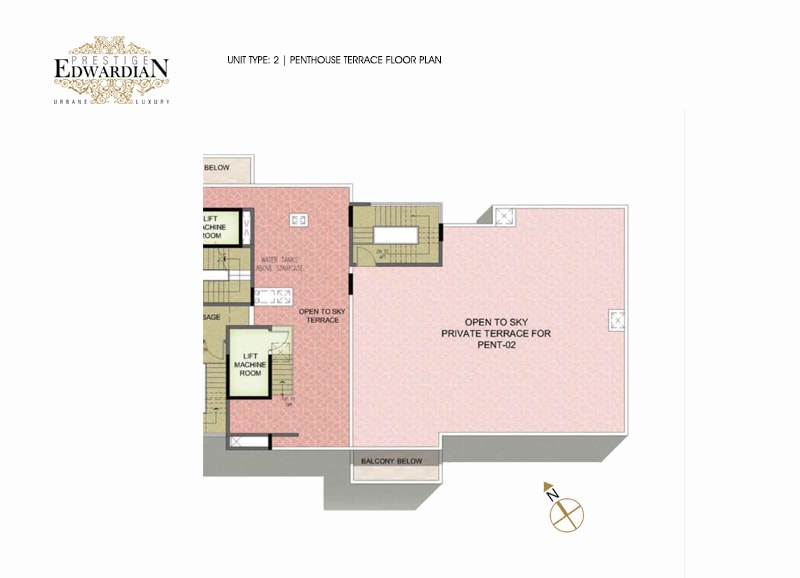 PRESTIGE
EDWARDIAN
URBANE LUXURY
UNIT TYPE: 2 | PENTHOUSE TERRACE FLOOR PLAN
BELOW
LIFT
MACHINE
ROOM
WATER TANKS
ABOVE STAIRCASE
OPEN TO SKY
TERRACE
SAGE
LIFT
MACHINE
ROOM
OPEN TO SKY
PRIVATE TERRACE FOR
PENT-02
BALCONY BELOW
N